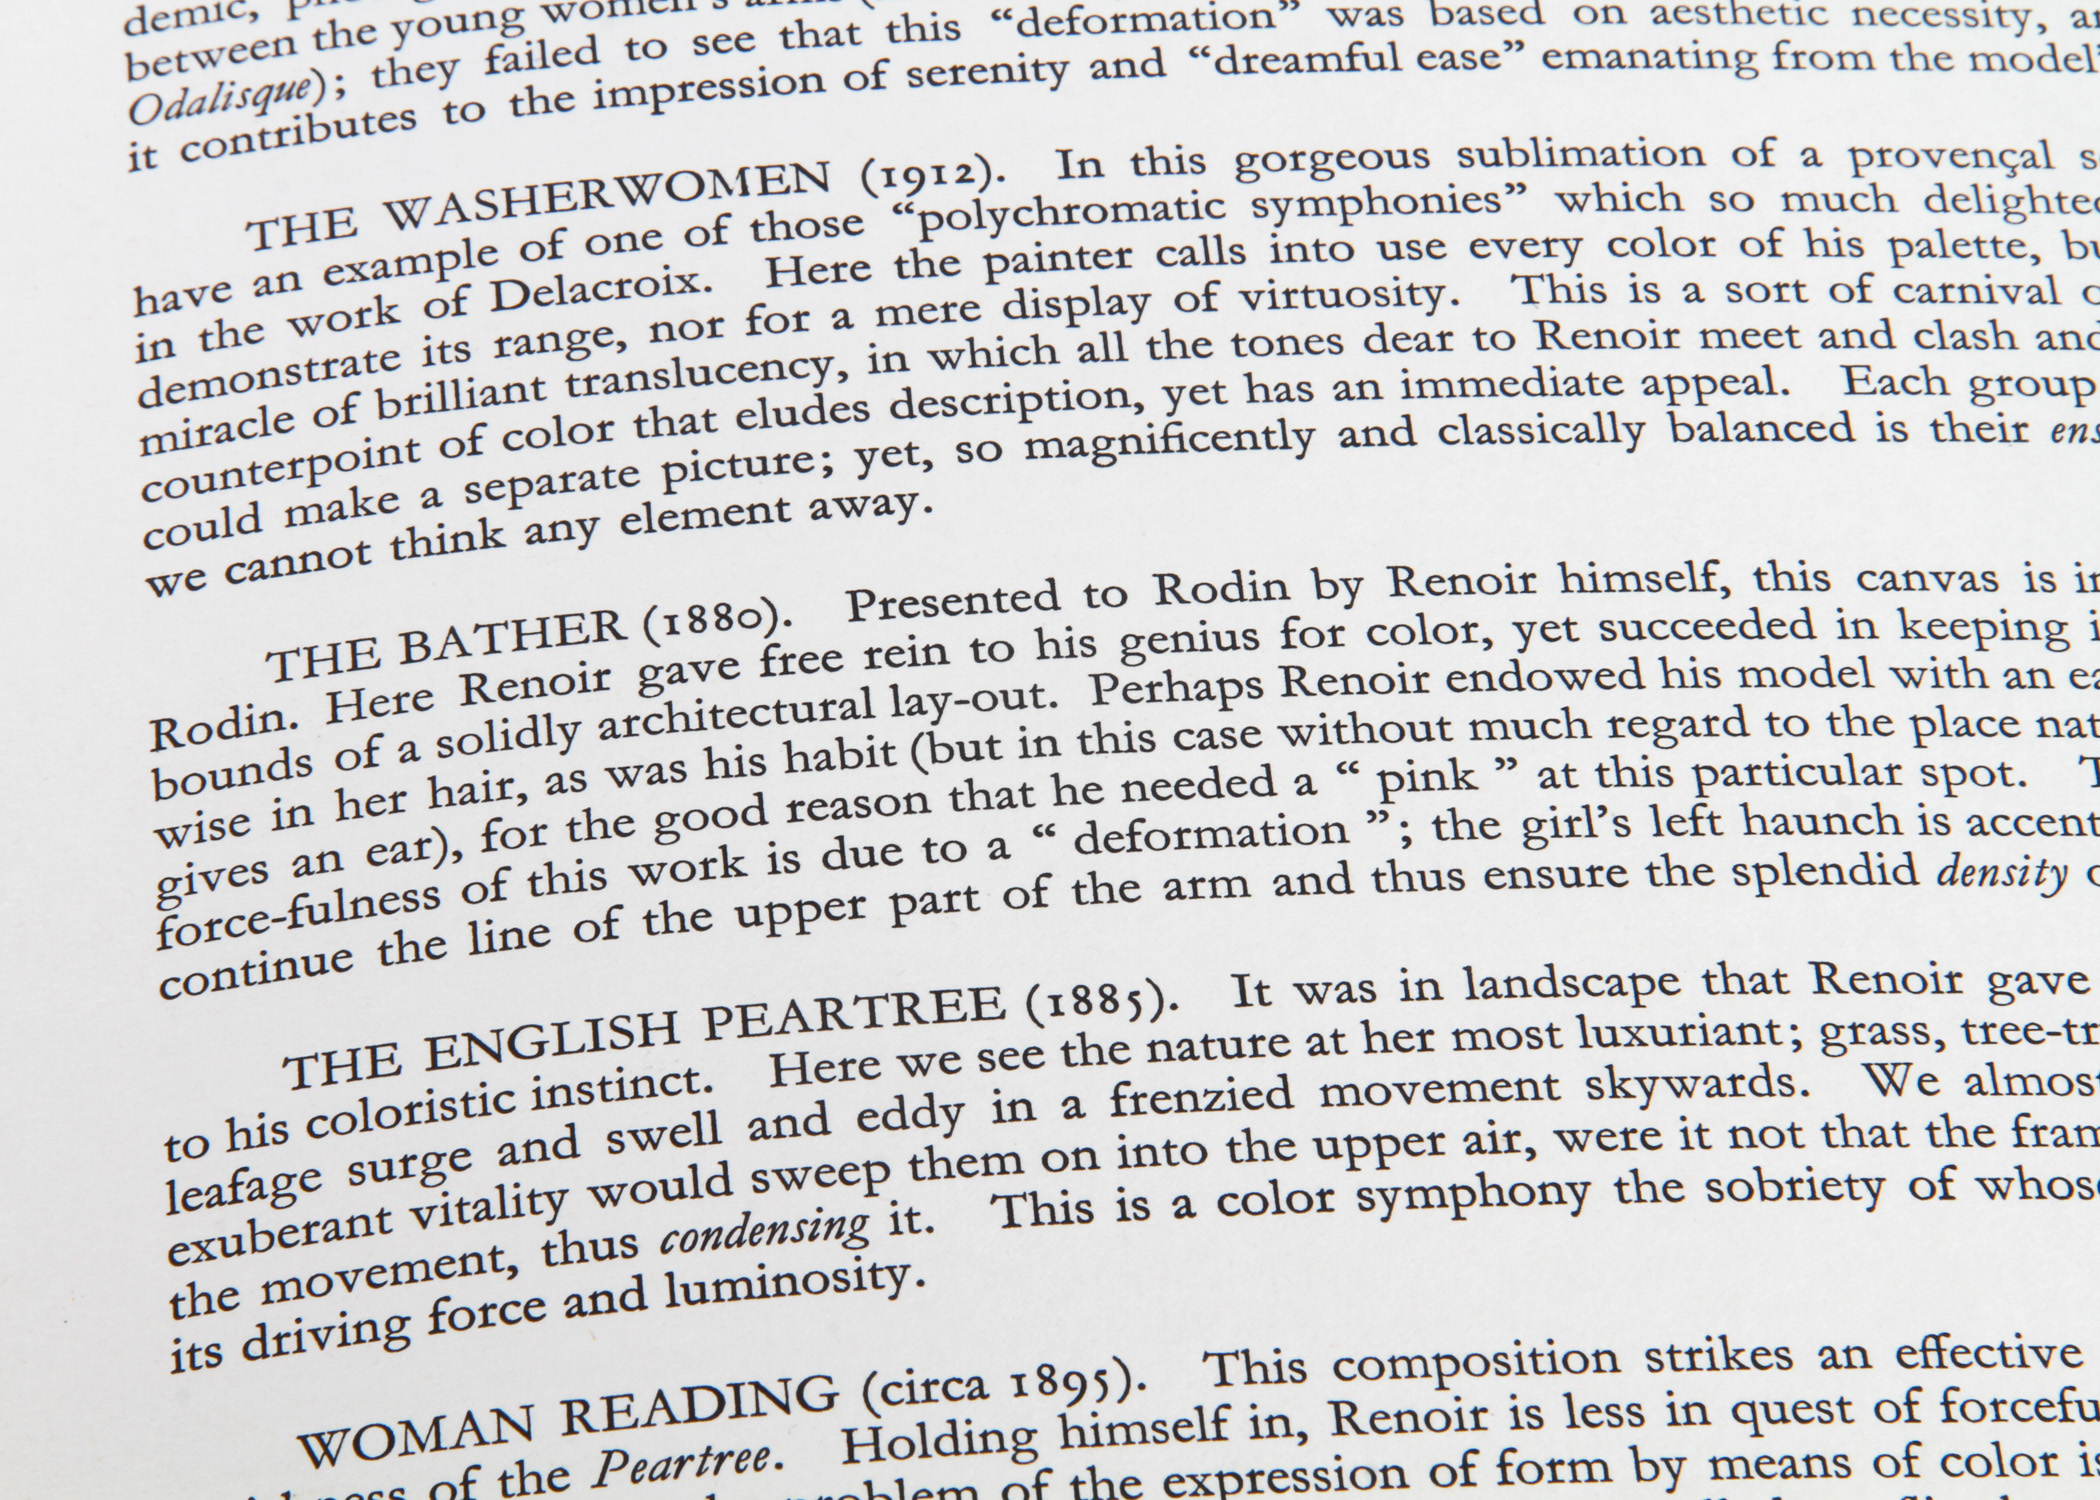 demic,
between the young women's
Odalisque); they failed to see that this “deformation” was based on aesthetic necessity,
it contributes to the impression of serenity and “dreamful ease” emanating from the model's
THE WASHERWOMEN (1912). In this gorgeous sublimation of a provençal
have an example of one of those “polychromatic symphonies” which so much delighted
in the work of Delacroix. Here the painter calls into use every color of his palette,
demonstrate its range, nor for a mere display of virtuosity. This is a sort of carnival
miracle of brilliant translucency, in which all the tones dear to Renoir meet and clash and
counterpoint of color that eludes description, yet has an immediate appeal. Each group
could make a separate picture; yet, so magnificently and classically balanced is their
we cannot think any element away.
THE BATHER (1880). Presented to Rodin by Renoir himself, this canvas is
Rodin. Here Renoir gave free rein to his genius for color, yet succeeded in keeping
bounds of a solidly architectural lay-out. Perhaps Renoir endowed his model with an
wise in her hair, as was his habit (but in this case without much regard to the place
gives an ear), for the good reason that he needed a “ pink ” at this particular spot.
force-fulness of this work is due to a “ deformation ”; the girl's left haunch is
continue the line of the upper part of the arm and thus ensure the splendid density
THE ENGLISH PEARTREE (1885). It was in landscape that Renoir gave
to his coloristic instinct. Here we see the nature at her most luxuriant; grass,
leafage surge and swell and eddy in a frenzied movement skywards. We almost
exuberant vitality would sweep them on into the upper air, were it not that the
the movement, thus condensing it. This is a color symphony the sobriety of whose
its driving force and luminosity.
WOMAN READING (circa 1895). This composition strikes an effective
of the Peartree. Holding himself in, Renoir is less in quest of
problem of the expression of form by means of color